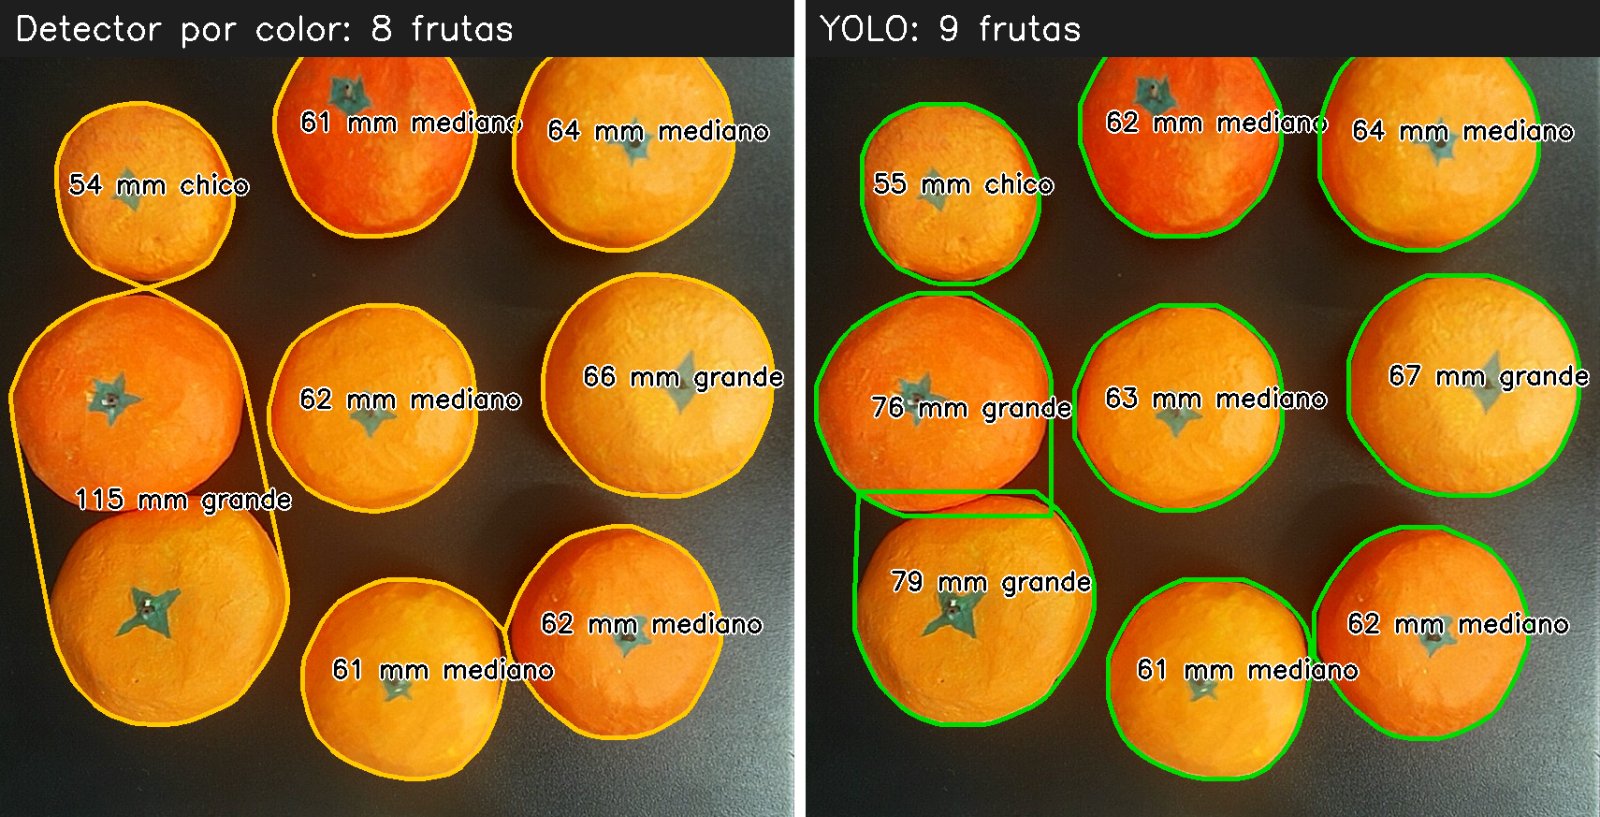 Detector por color: 8 frutas
61 mm mediano
64 mm mediano
54 mm chico
66 mm grande
62 mm mediano
115 mm grande
62 mm mediano
61 mm mediano
YOLO: 9 frutas
62 mm mediano
64 mm mediano
55 mm chico
67 mm grande
63 mm mediano
76 mm grande
79 mm grande
62 mm mediano
61 mm mediano